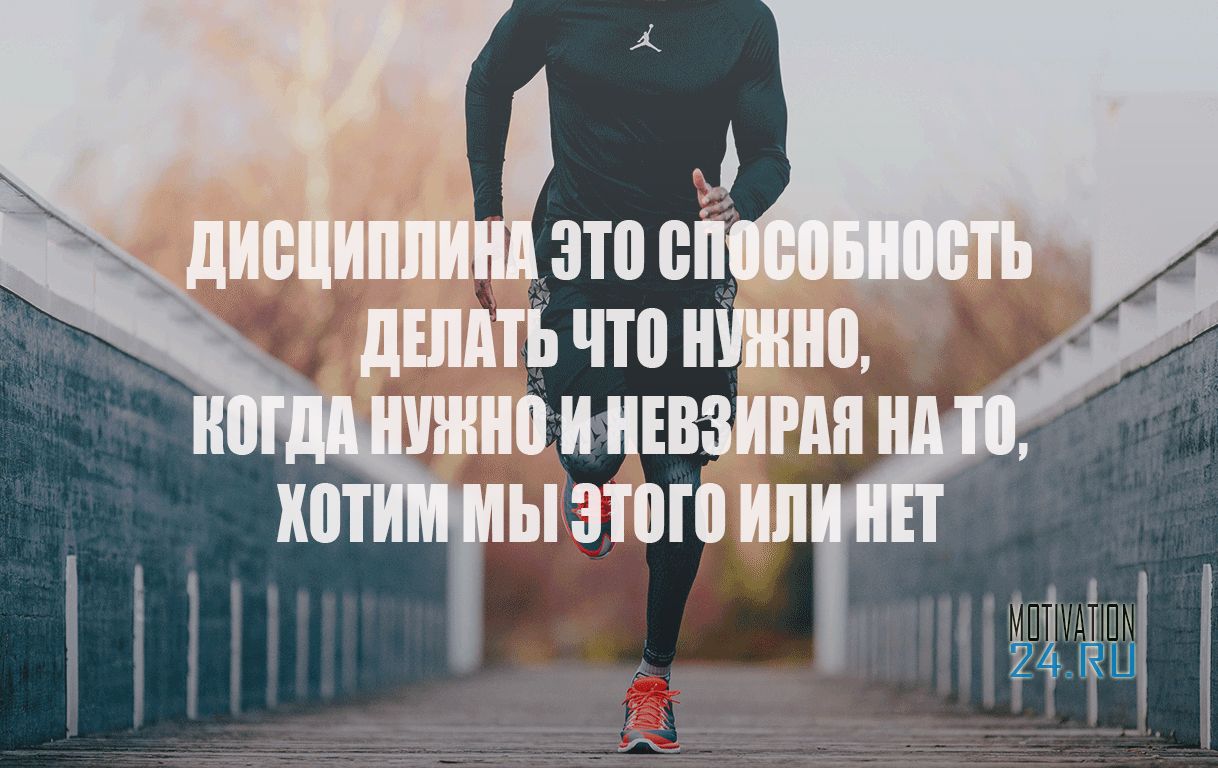 ДИСЦИПЛИНА ЭТО СПОСОБНОСТЬ
ДЕЛАТЬ ЧТО НУЖНО,
КОГДА НУЖНО И НЕВЗИРАЯ НА ТО,
ХОТИМ МЫ ЭТОГО ИЛИ НЕТ
MOTIVATION
24.RU